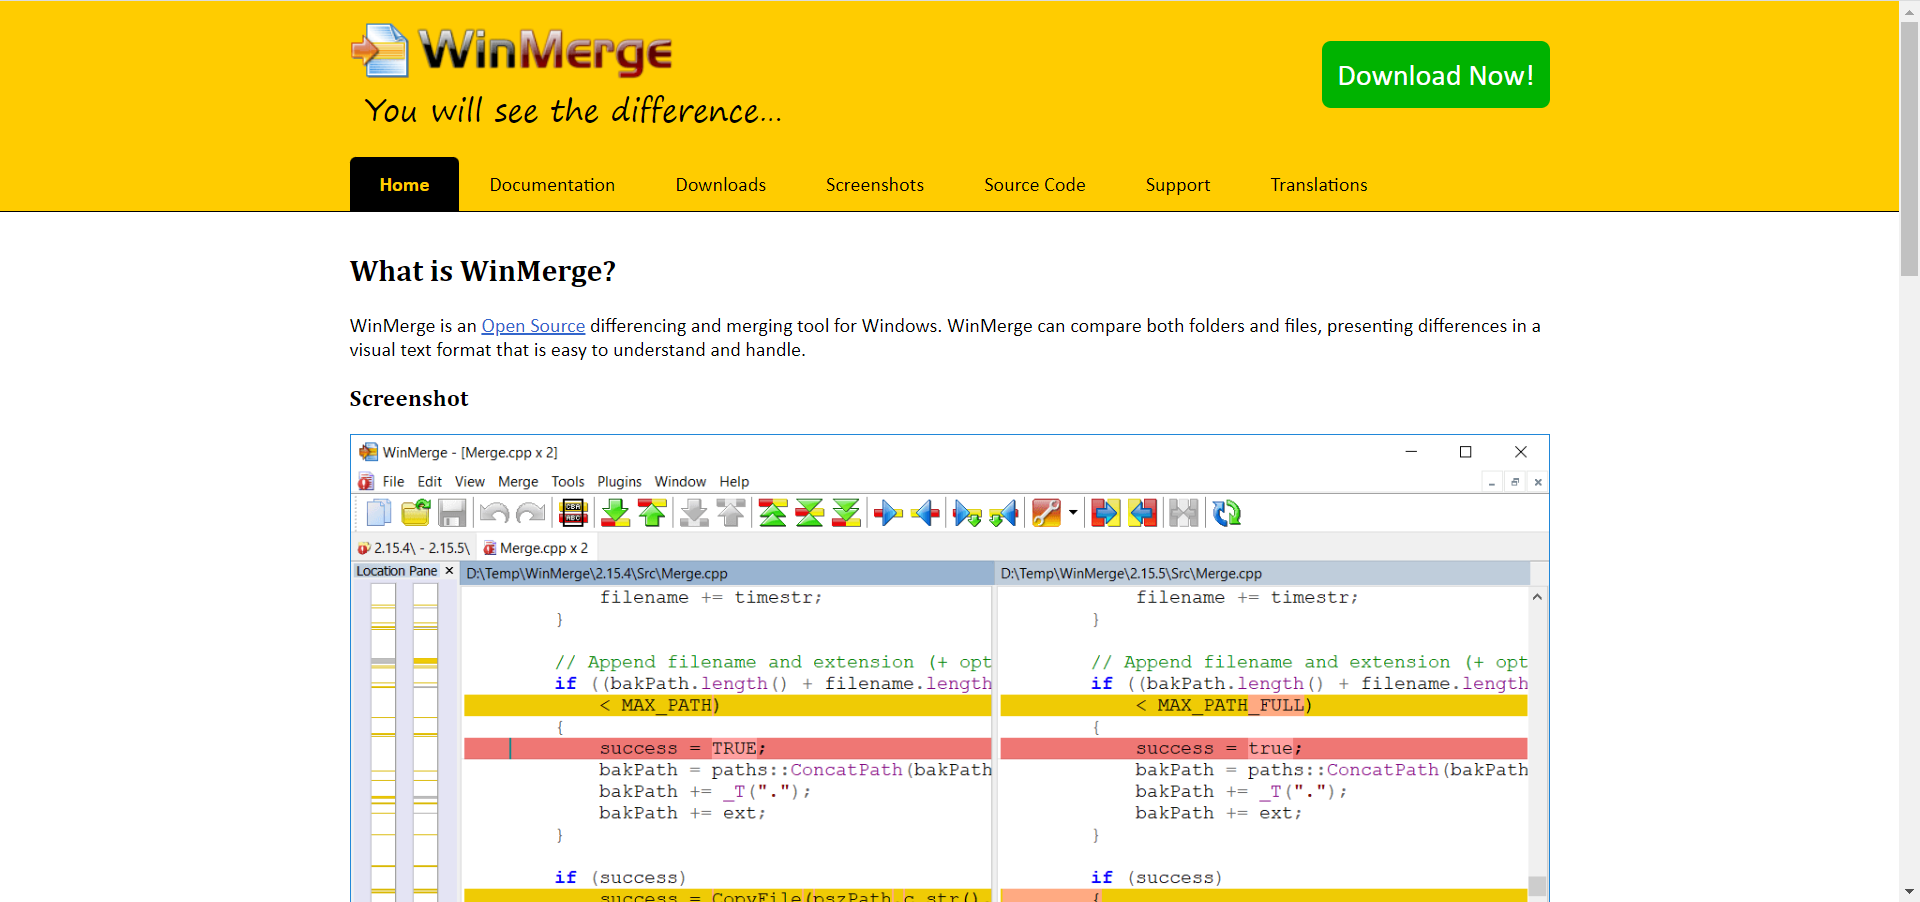 WinMerge
You will see the difference...
Download Now!
Home Documentation Downloads Screenshots Source Code Support Translations
What is WinMerge?
WinMerge is an Open Source differencing and merging tool for Windows. WinMerge can compare both folders and files, presenting differences in a
visual text format that is easy to understand and handle.
Screenshot
WinMerge - [Merge.cpp x 2]
File Edit View Merge Tools Plugins Window Help
2.15.4\ - 2.15.5\ Merge.cpp x 2
Location Pane
D:\Temp\WinMerge\2.15.4\Src\Merge.cpp
filename += timestr;
}
// Append filename and extension (+ opt
if ((bakPath.length() + filename.length
< MAX_PATH)
{
success = TRUE;
bakPath = paths::ConcatPath(bakPath
bakPath += _T(".");
bakPath += ext;
}
if (success)
success = CopyFile(pszPath.c_str(),
D:\Temp\WinMerge\2.15.5\Src\Merge.cpp
filename += timestr;
}
// Append filename and extension (+ opt
if ((bakPath.length() + filename.length
< MAX_PATH_FULL)
{
success = true;
bakPath = paths::ConcatPath(bakPath
bakPath += _T(".");
bakPath += ext;
}
if (success)
{